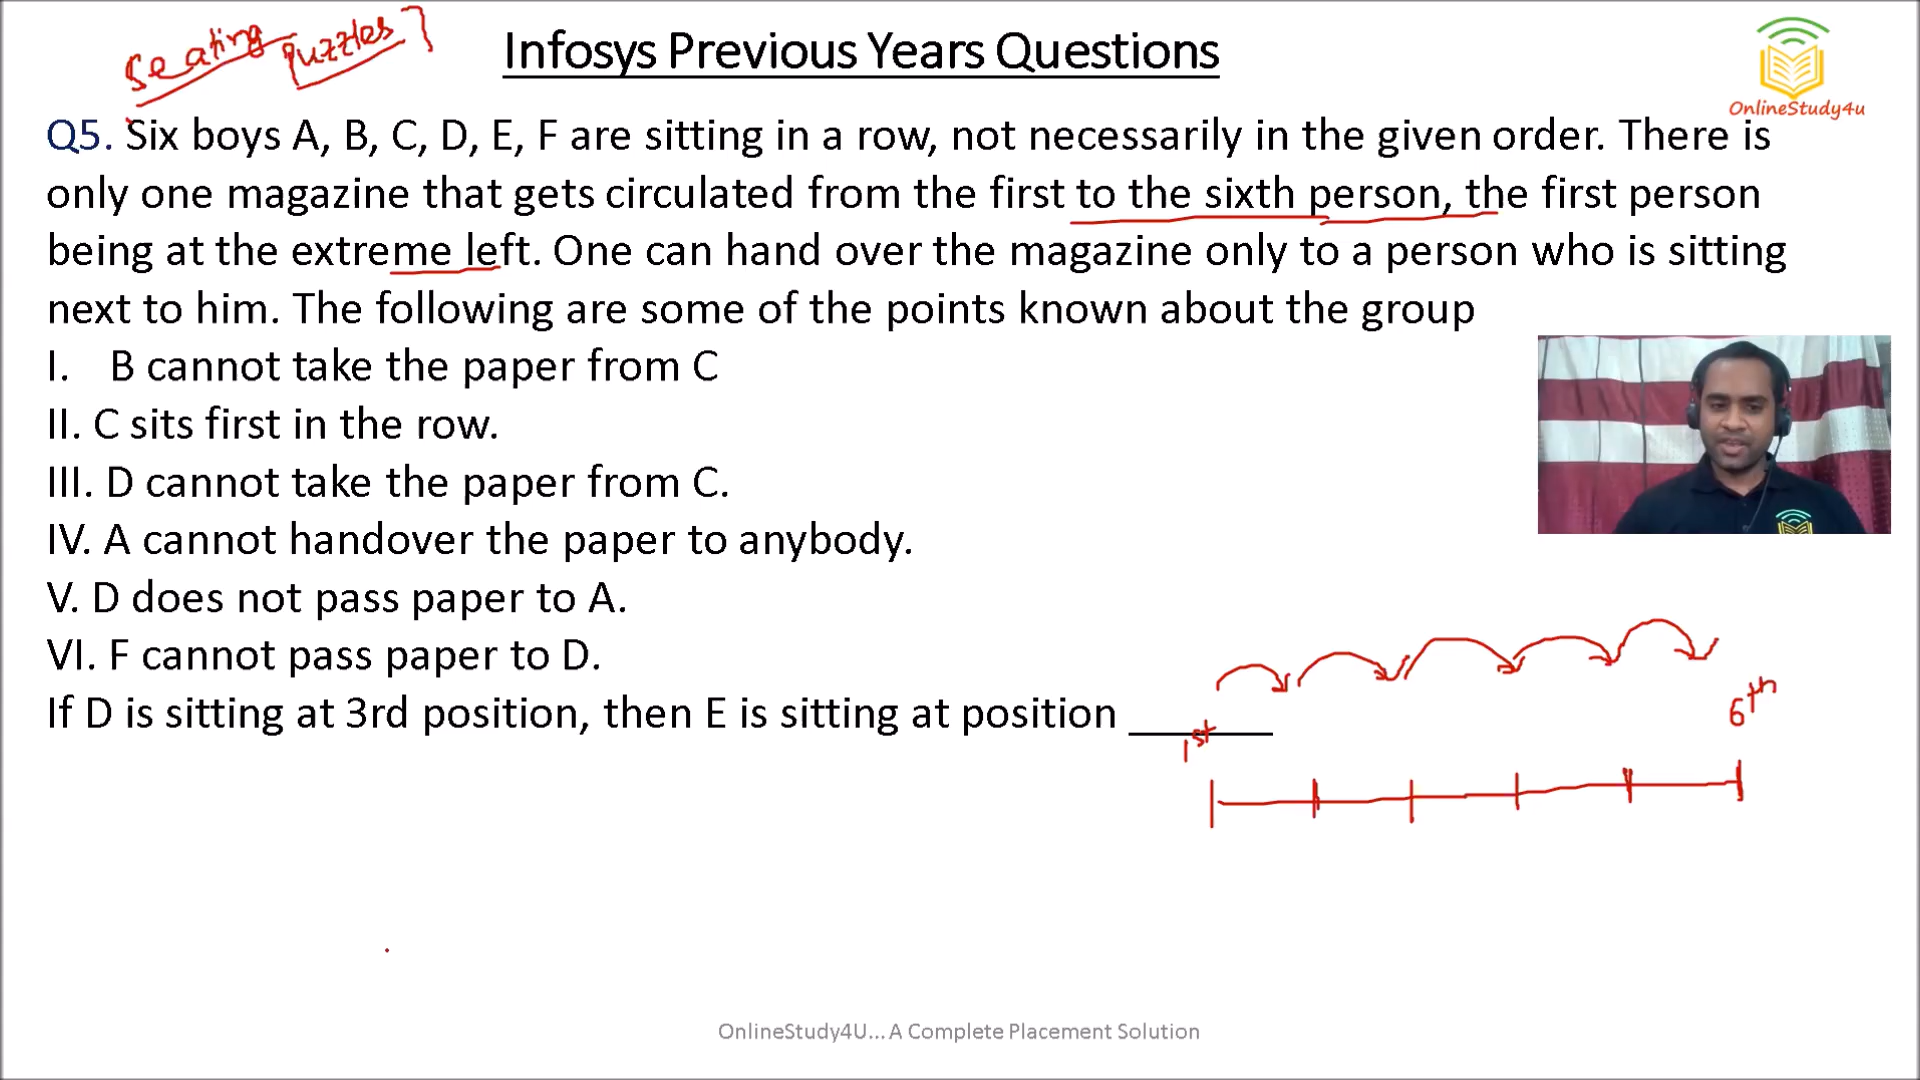 Seating puzzles
Infosys Previous Years Questions
OnlineStudy4u
Q5. Six boys A, B, C, D, E, F are sitting in a row, not necessarily in the given order. There is
only one magazine that gets circulated from the first to the sixth person, the first person
being at the extreme left. One can hand over the magazine only to a person who is sitting
next to him. The following are some of the points known about the group
I. B cannot take the paper from C
II. C sits first in the row.
III. D cannot take the paper from C.
IV. A cannot handover the paper to anybody.
V. D does not pass paper to A.
VI. F cannot pass paper to D.
If D is sitting at 3rd position, then E is sitting at position ______
1st
6th
OnlineStudy4U... A Complete Placement Solution